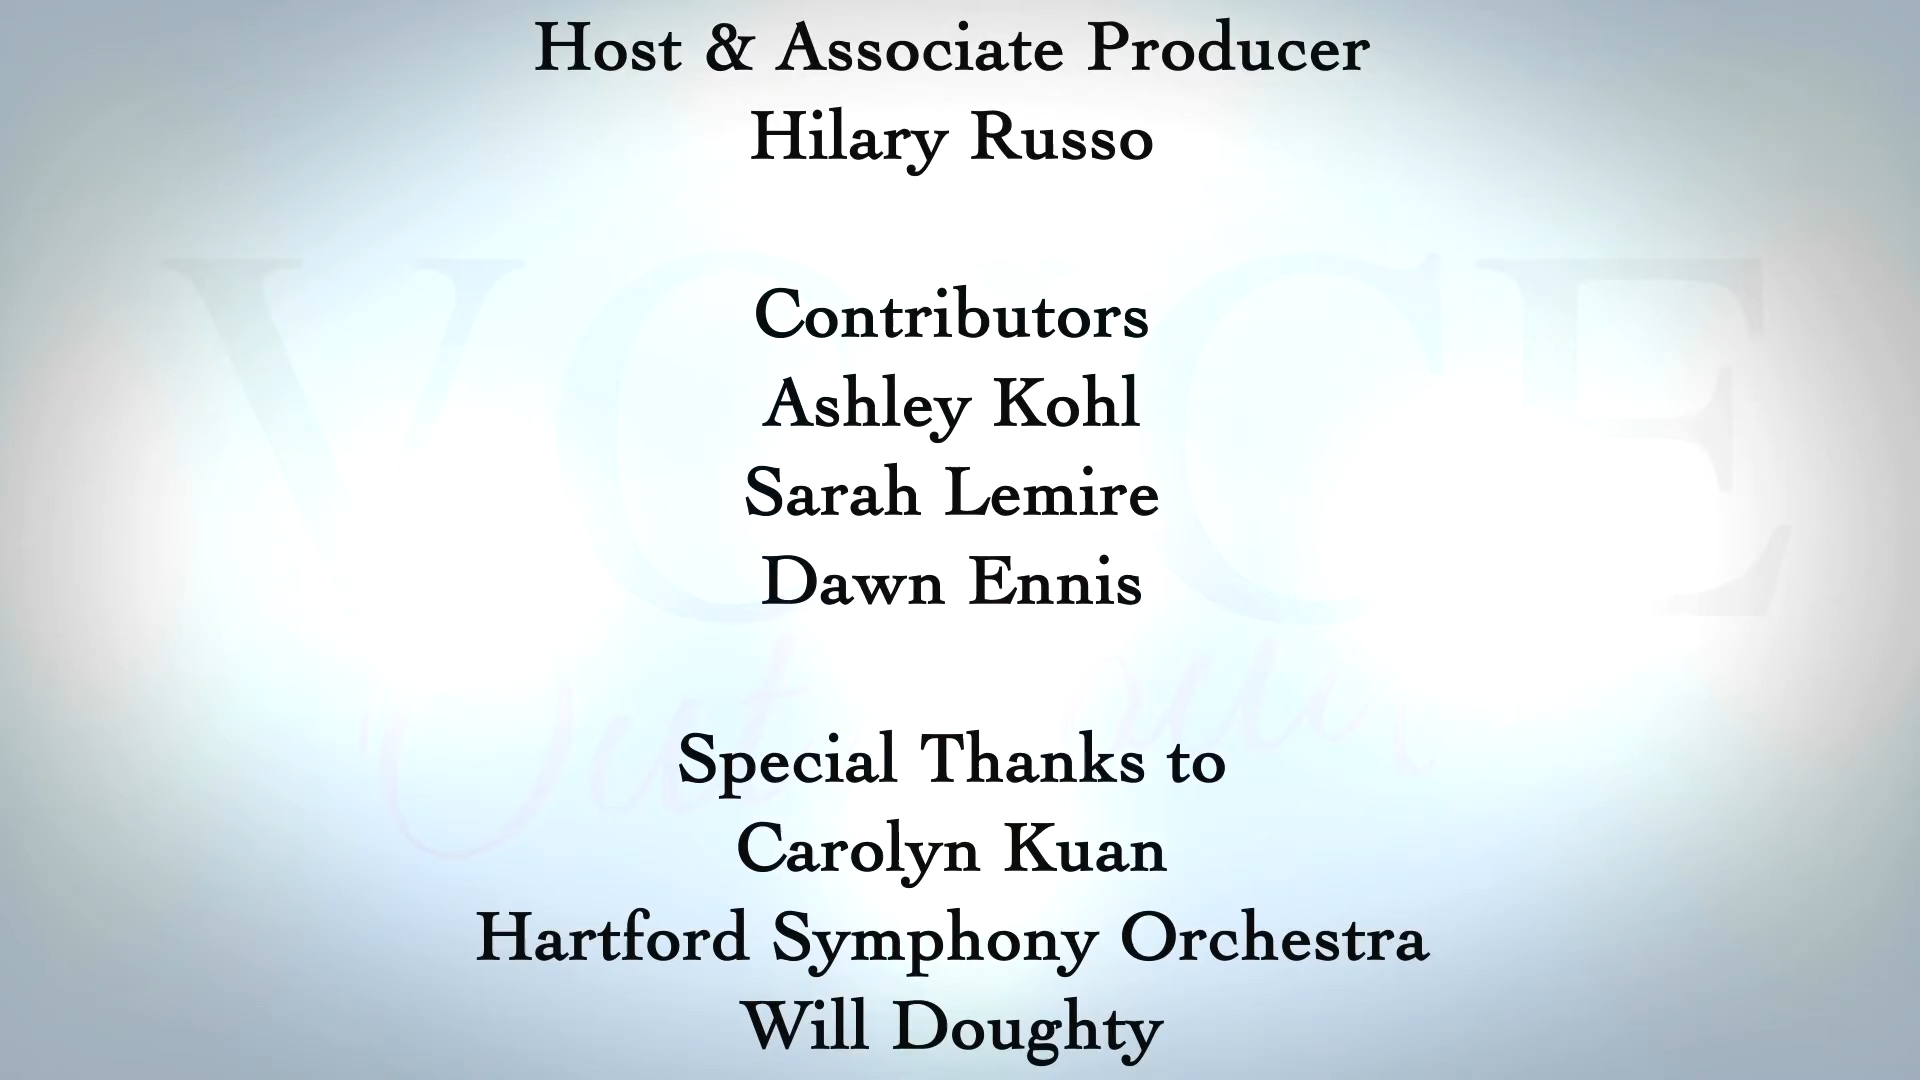 Host & Associate Producer
Hilary Russo
Contributors
Ashley Kohl
Sarah Lemire
Dawn Ennis
Special Thanks to
Carolyn Kuan
Hartford Symphony Orchestra
Will Doughty